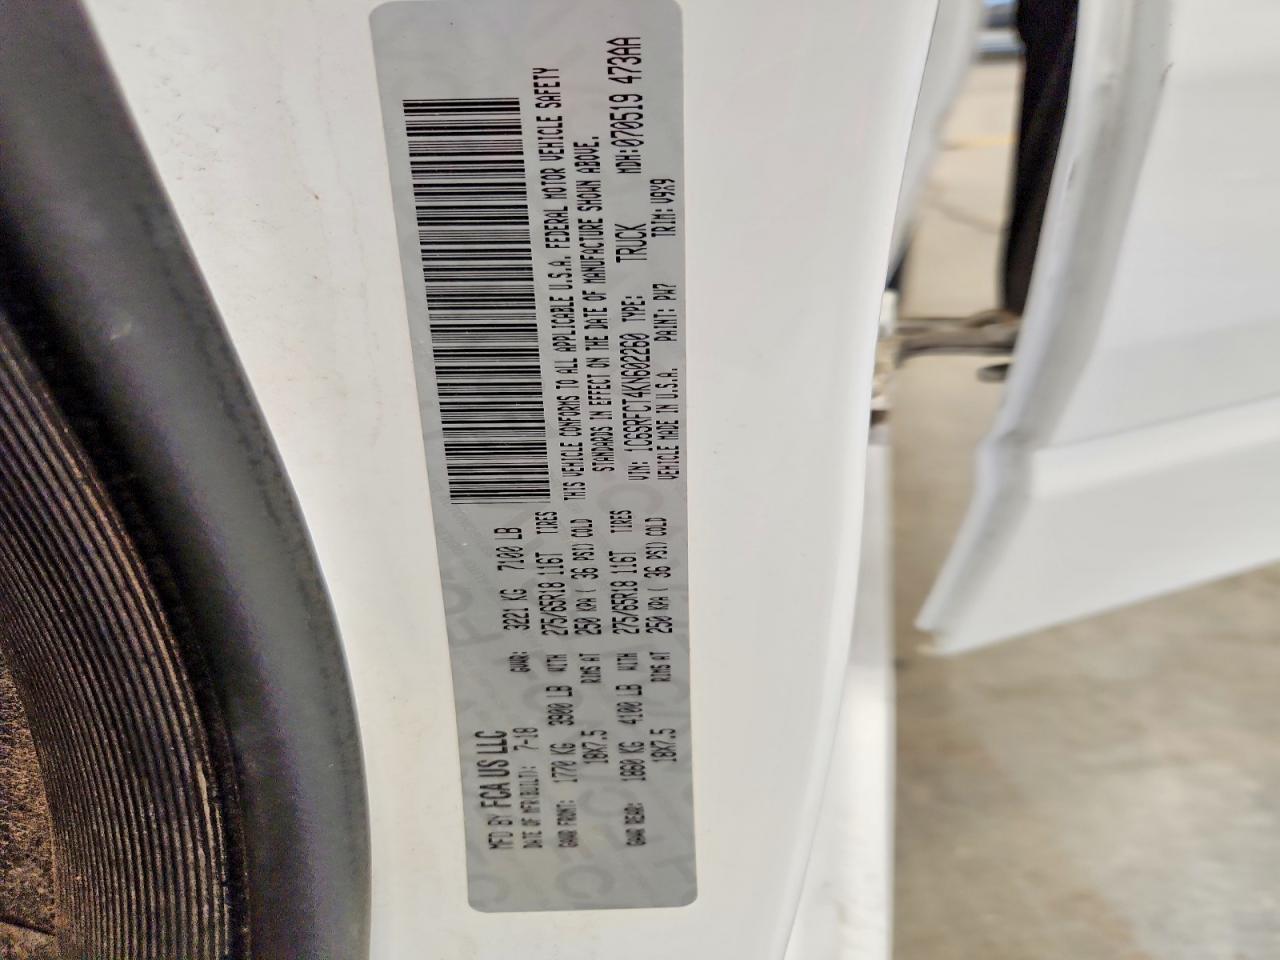 MFD BY FCA US LLC
DATE OF MFR(BUILT): 7-18 GVWR: 3221 KG 7100 LB
GAWR FRONT: 1770 KG 3900 LB WITH 275/65R18 116T TIRES
18X7.5 RIMS AT 250 KPA ( 36 PSI) COLD
GAWR REAR: 1860 KG 4100 LB WITH 275/65R18 116T TIRES
18X7.5 RIMS AT 250 KPA ( 36 PSI) COLD
THIS VEHICLE CONFORMS TO ALL APPLICABLE U.S.A. FEDERAL MOTOR VEHICLE SAFETY
STANDARDS IN EFFECT ON THE DATE OF MANUFACTURE SHOWN ABOVE.
VIN: 1C6SRFCT4KN602260 TYPE: TRUCK MDH:070519 473AA
VEHICLE MADE IN U.S.A. PAINT: PW7 TRIM: V9X9